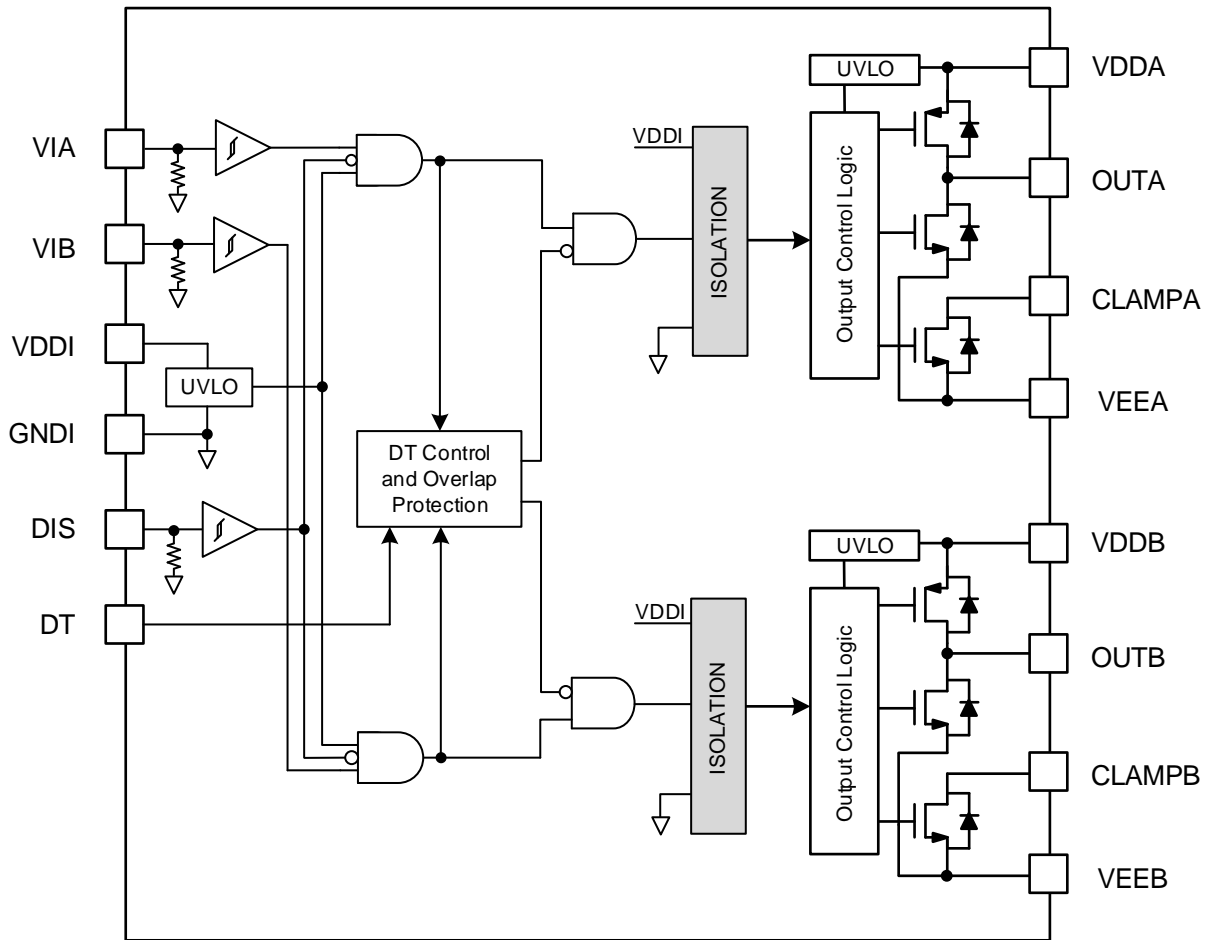 VIA
VIB
VDDI
GNDI
DIS
DT
UVLO
DT Control
and Overlap
Protection
VDDI
ISOLATION
UVLO
Output Control Logic
VDDA
OUTA
CLAMPA
VEEA
VDDI
ISOLATION
UVLO
Output Control Logic
VDDB
OUTB
CLAMPB
VEEB